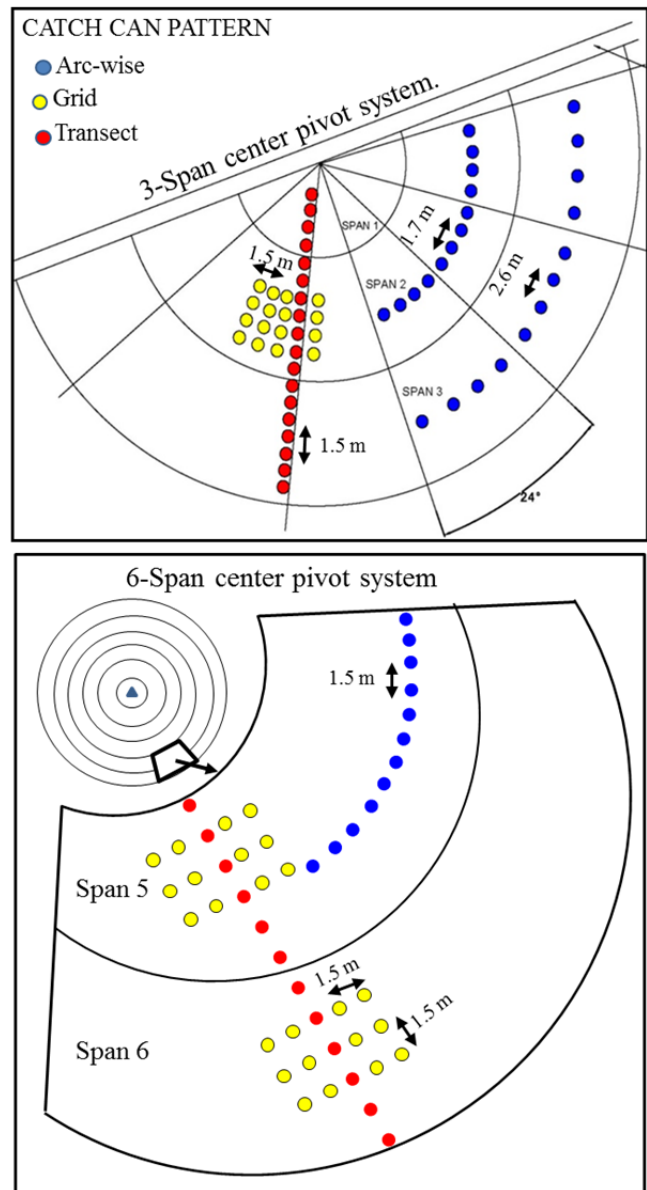 CATCH CAN PATTERN
Arc-wise
Grid
Transect
3-Span center pivot system.
SPAN 1
1.7 m
1.5 m
2.6 m
SPAN 2
SPAN 3
1.5 m
24°
6-Span center pivot system
1.5 m
Span 5
1.5 m
1.5 m
Span 6